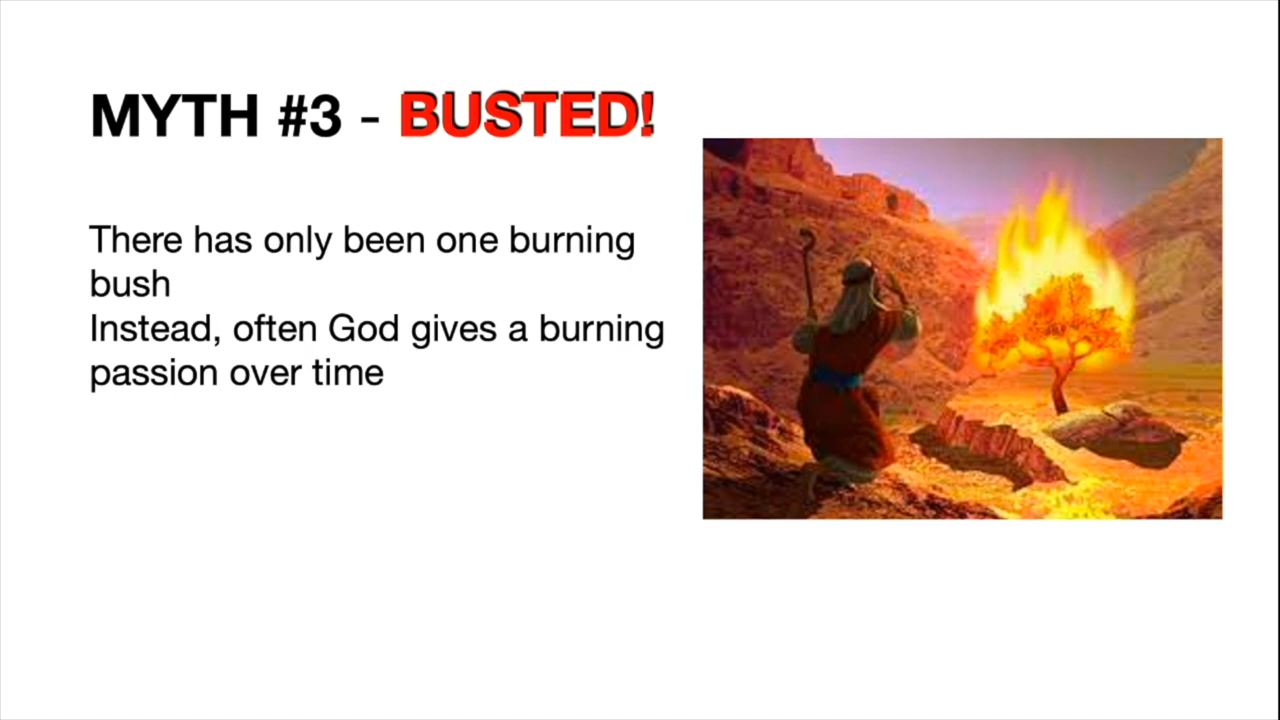 MYTH #3 - BUSTED!
There has only been one burning
bush
Instead, often God gives a burning
passion over time